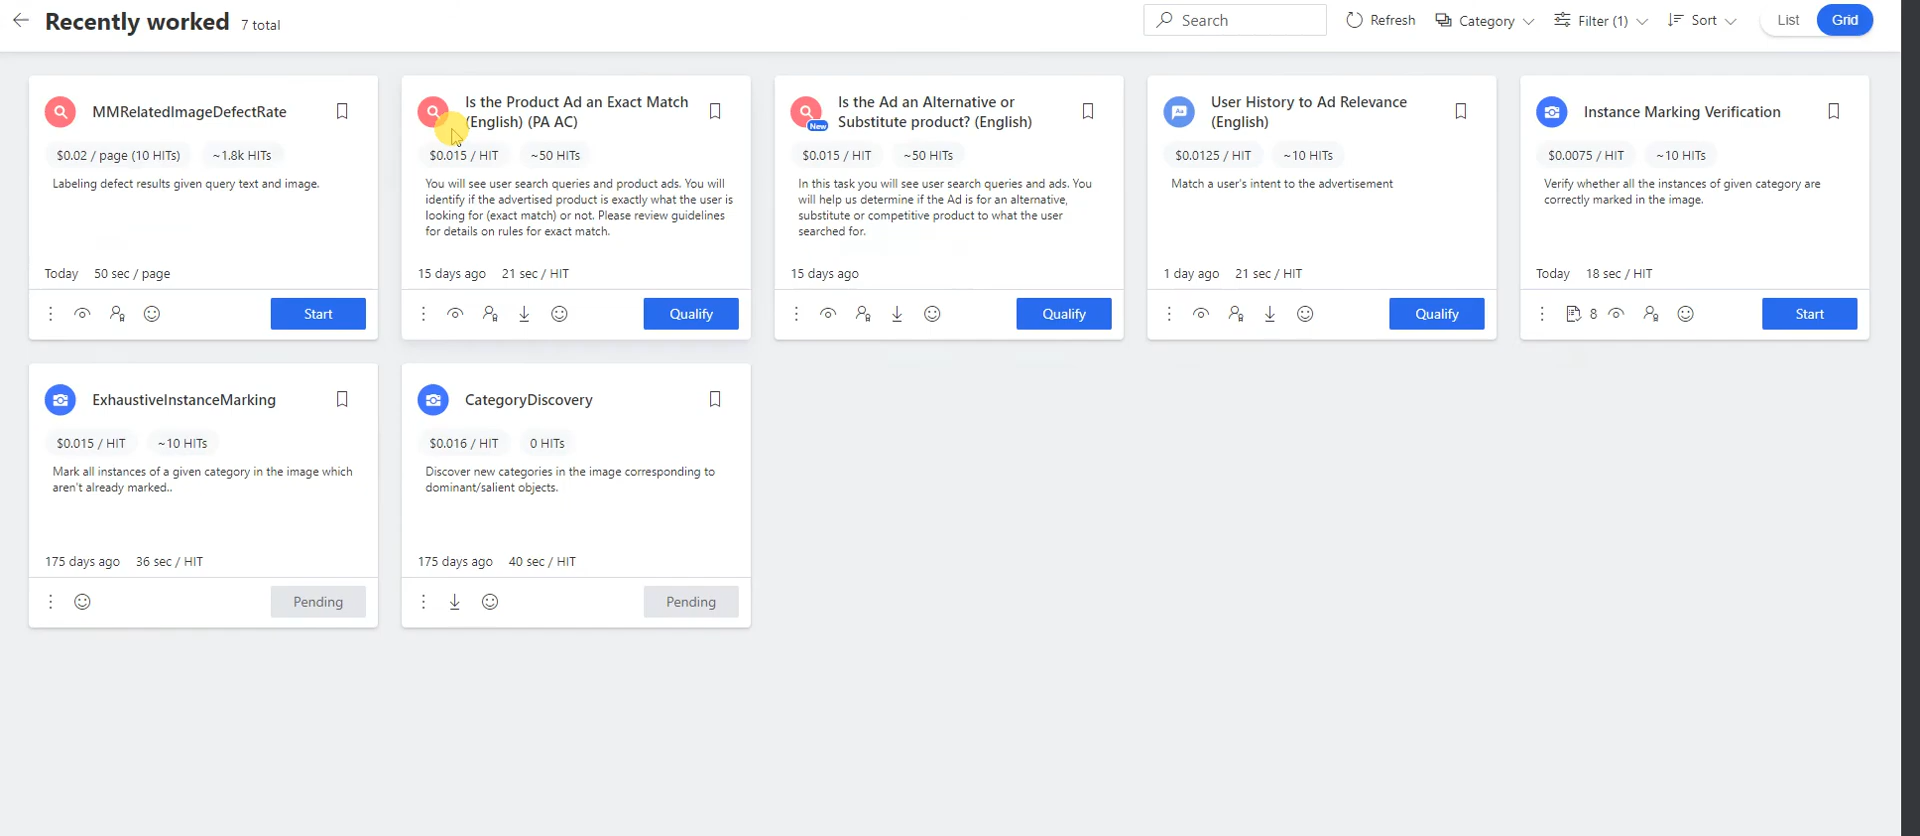 Recently worked 7 total
Search
Refresh
Category
Filter (1)
Sort
List
Grid
MMRelatedImageDefectRate
$0.02 / page (10 HITs) ~1.8k HITs
Labeling defect results given query text and image.
Today 50 sec / page
Start
Is the Product Ad an Exact Match
(English) (PA AC)
$0.015 / HIT ~50 HITs
You will see user search queries and product ads. You will
identify if the advertised product is exactly what the user is
looking for (exact match) or not. Please review guidelines
for details on rules for exact match.
15 days ago 21 sec / HIT
Qualify
Is the Ad an Alternative or
Substitute product? (English)
New
$0.015 / HIT ~50 HITs
In this task you will see user search queries and ads. You
will help us determine if the Ad is for an alternative,
substitute or competitive product to what the user
searched for.
15 days ago
Qualify
Aa
User History to Ad Relevance
(English)
$0.0125 / HIT ~10 HITs
Match a user's intent to the advertisement
1 day ago 21 sec / HIT
Qualify
Instance Marking Verification
$0.0075 / HIT ~10 HITs
Verify whether all the instances of given category are
correctly marked in the image.
Today 18 sec / HIT
8
Start
ExhaustiveInstanceMarking
$0.015 / HIT ~10 HITs
Mark all instances of a given category in the image which
aren't already marked..
175 days ago 36 sec / HIT
Pending
CategoryDiscovery
$0.016 / HIT 0 HITs
Discover new categories in the image corresponding to
dominant/salient objects.
175 days ago 40 sec / HIT
Pending